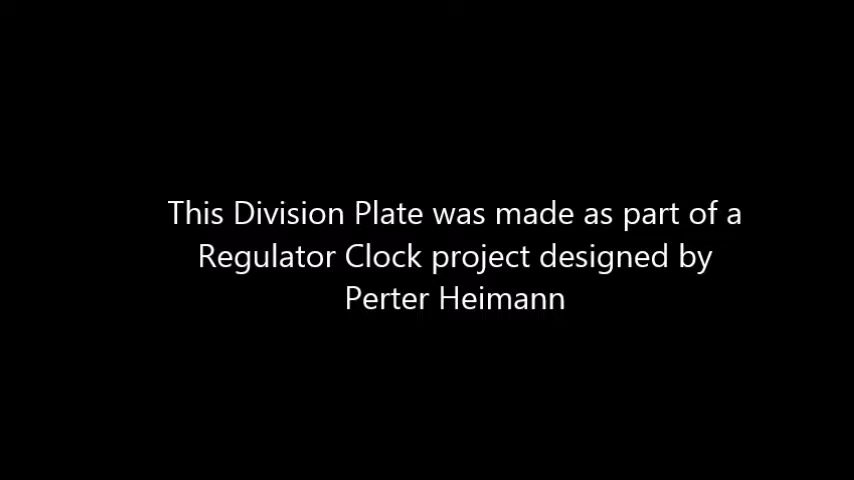 This Division Plate was made as part of a
Regulator Clock project designed by
Perter Heimann